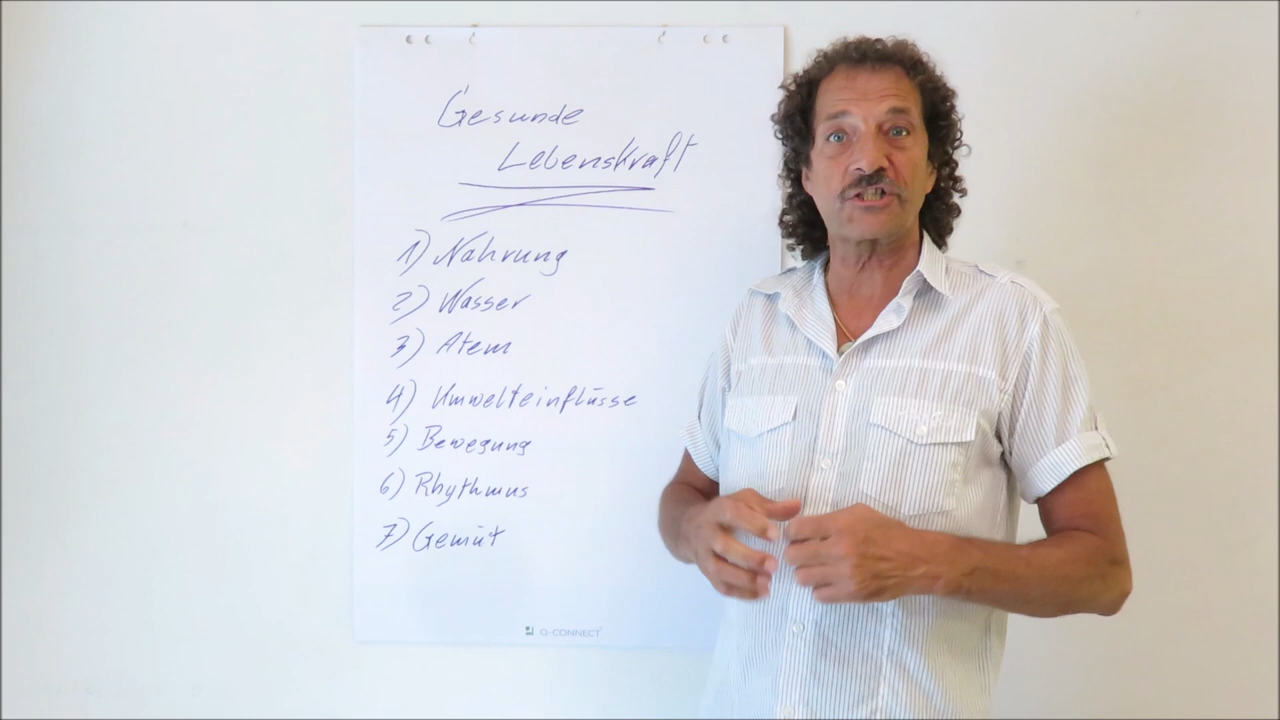 Gesunde
Lebenskraft
1) Nahrung
2) Wasser
3) Atem
4) Umwelteinflüsse
5) Bewegung
6) Rhythmus
7) Gemüt
Q-CONNECT